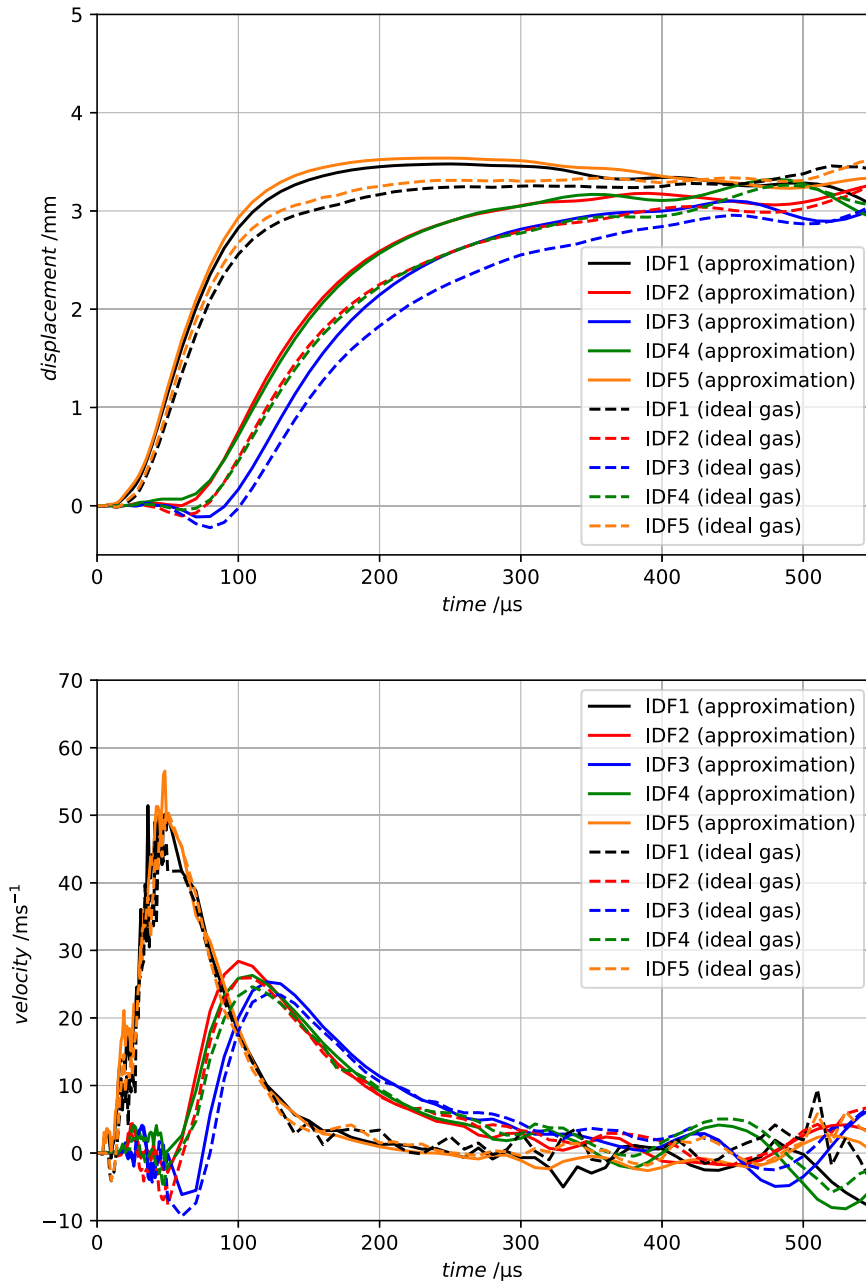 5
4
3
2
1
0
displacement /mm
0
100
200
300
400
500
time /µs
IDF1 (approximation)
IDF2 (approximation)
IDF3 (approximation)
IDF4 (approximation)
IDF5 (approximation)
IDF1 (ideal gas)
IDF2 (ideal gas)
IDF3 (ideal gas)
IDF4 (ideal gas)
IDF5 (ideal gas)
70
60
50
40
30
20
10
0
−10
velocity /ms⁻¹
0
100
200
300
400
500
time /µs
IDF1 (approximation)
IDF2 (approximation)
IDF3 (approximation)
IDF4 (approximation)
IDF5 (approximation)
IDF1 (ideal gas)
IDF2 (ideal gas)
IDF3 (ideal gas)
IDF4 (ideal gas)
IDF5 (ideal gas)